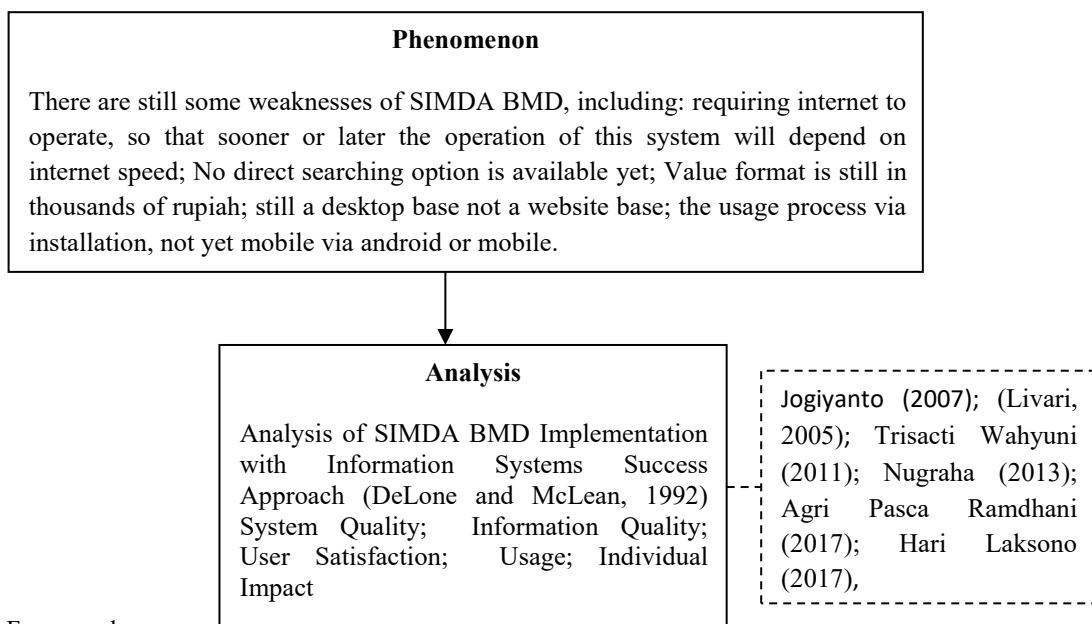 Phenomenon
There are still some weaknesses of SIMDA BMD, including: requiring internet to
operate, so that sooner or later the operation of this system will depend on
internet speed; No direct searching option is available yet; Value format is still in
thousands of rupiah; still a desktop base not a website base; the usage process via
installation, not yet mobile via android or mobile.
Analysis
Analysis of SIMDA BMD Implementation
with Information Systems Success
Approach (DeLone and McLean, 1992)
System Quality; Information Quality;
User Satisfaction; Usage; Individual
Impact
Jogiyanto (2007); (Livari,
2005); Trisacti Wahyuni
(2011); Nugraha (2013);
Agri Pasca Ramdhani
(2017); Hari Laksono
(2017),